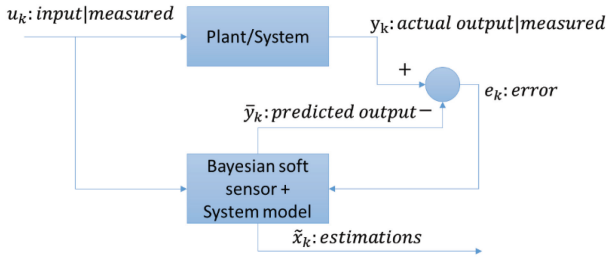 u_k: input|measured
Plant/System
y_k: actual output|measured
+
e_k: error
ȳ_k: predicted output −
Bayesian soft
sensor +
System model
x̃_k: estimations